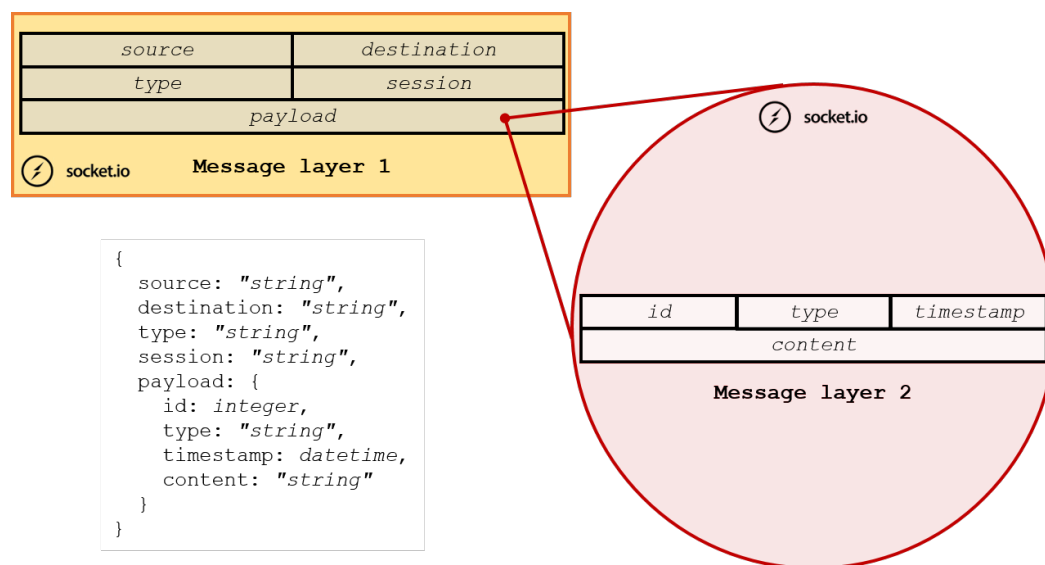 source destination
type session
payload
socket.io Message layer 1
{
source: "string",
destination: "string",
type: "string",
session: "string",
payload: {
id: integer,
type: "string",
timestamp: datetime,
content: "string"
}
}
socket.io
id type timestamp
content
Message layer 2